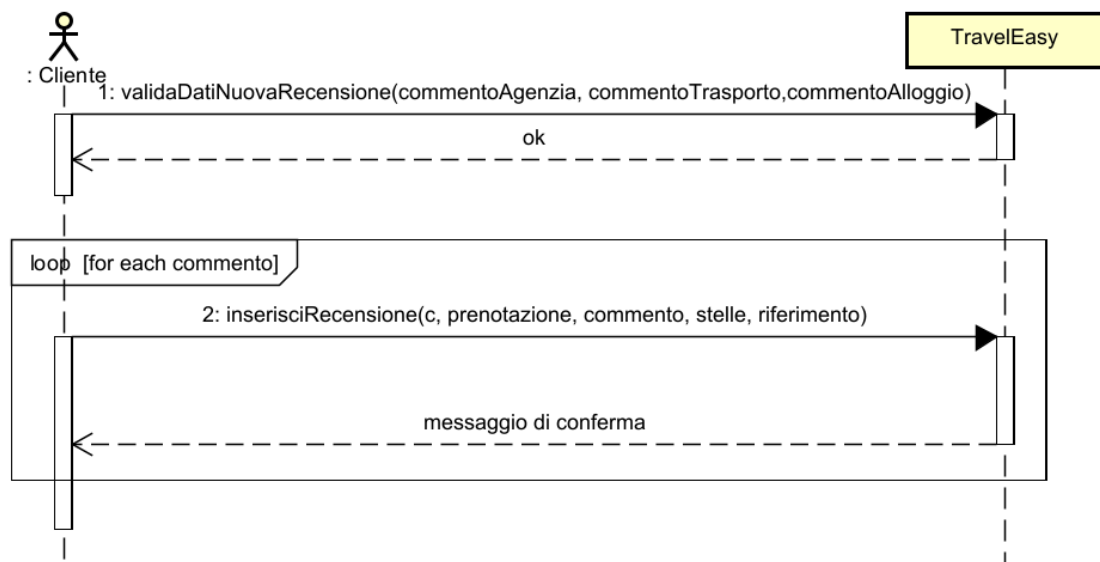 TravelEasy
: Cliente
1: validaDatiNuovaRecensione(commentoAgenzia, commentoTrasporto,commentoAlloggio)
ok
loop [for each commento]
2: inserisciRecensione(c, prenotazione, commento, stelle, riferimento)
messaggio di conferma